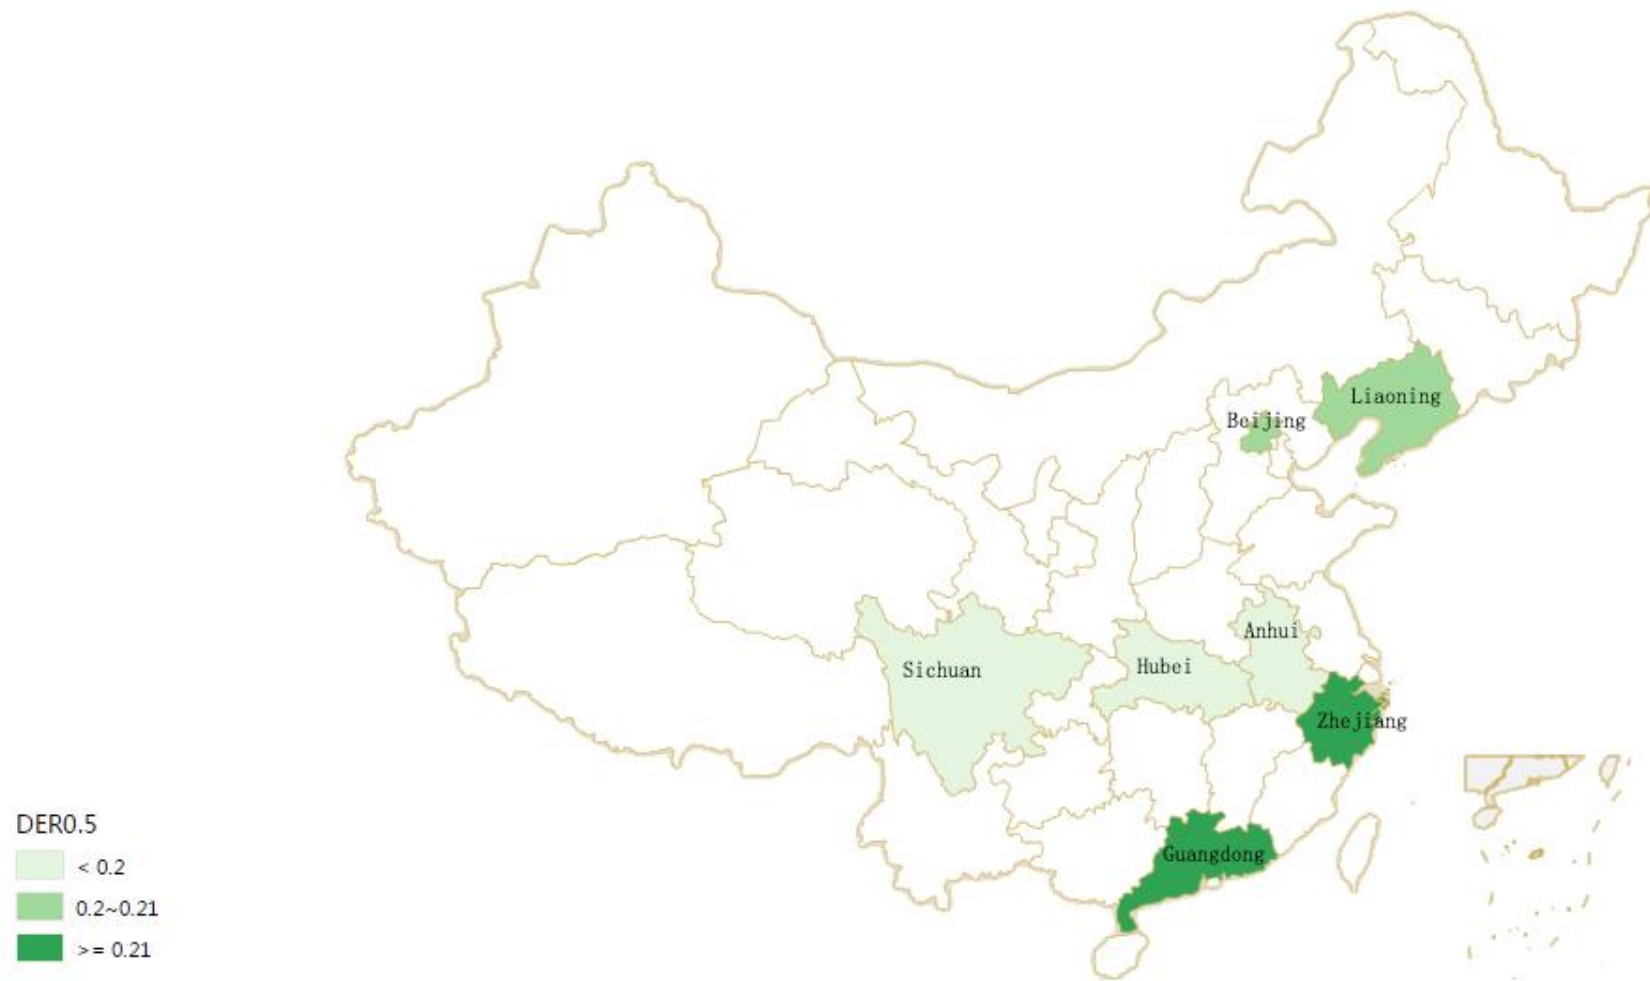 Liaoning
Beijing
Anhui
Sichuan
Hubei
Zhejiang
Guangdong
DER0.5
< 0.2
0.2~0.21
>= 0.21